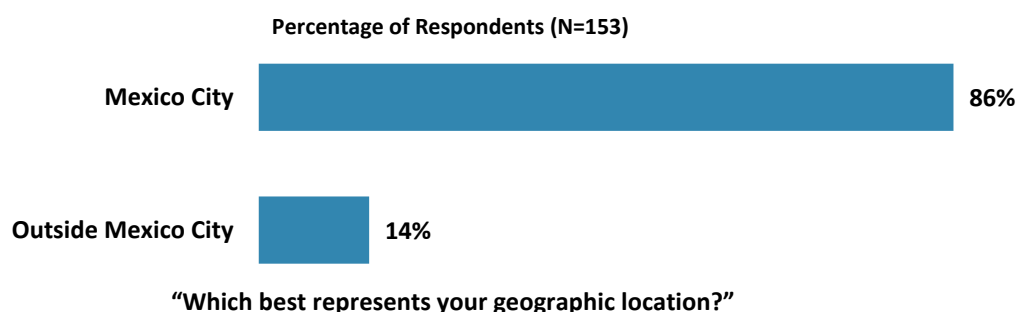 Percentage of Respondents (N=153)
Mexico City
86%
Outside Mexico City
14%
“Which best represents your geographic location?”